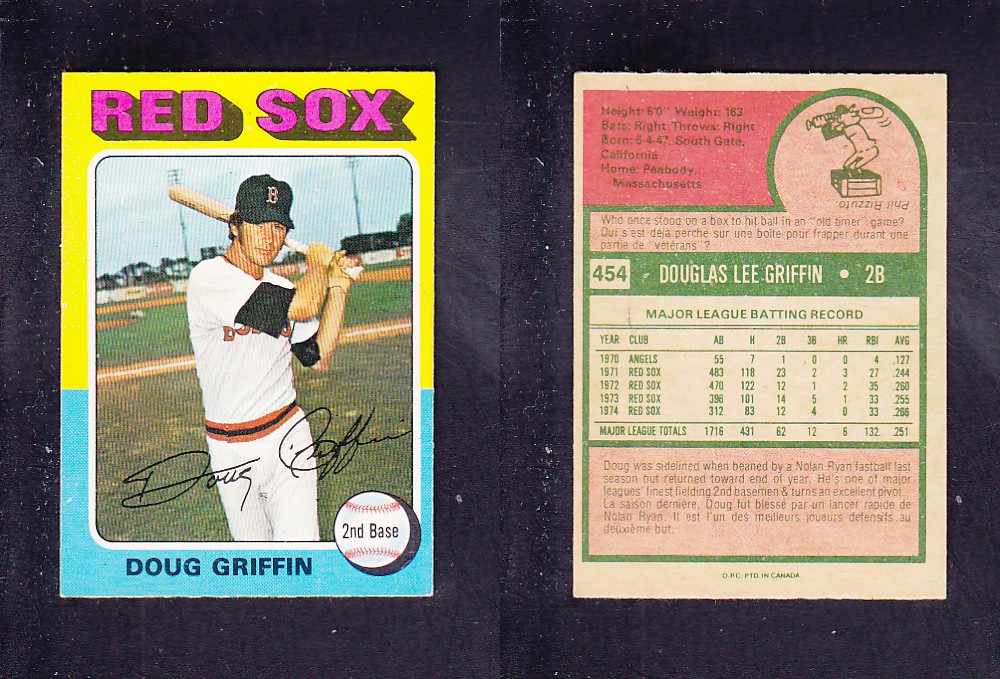 RED SOX
B
Doug Griffin
2nd Base
DOUG GRIFFIN
Height: 6'0" Weight: 163
Bats: Right Throws: Right
Born: 6-4-47, South Gate,
California
Home: Peabody,
Massachusetts
Phil Rizzuto.
Who once stood on a box to hit ball in an "old timer" game?
Qui s'est déjà perché sur une boîte pour frapper durant une
partie de "vétérans"?
454 DOUGLAS LEE GRIFFIN • 2B
MAJOR LEAGUE BATTING RECORD
YEAR CLUB AB H 2B 3B HR RBI AVG
1970 ANGELS 55 7 1 0 0 4 .127
1971 RED SOX 483 118 23 2 3 27 .244
1972 RED SOX 470 122 12 1 2 35 .260
1973 RED SOX 396 101 14 5 1 33 .255
1974 RED SOX 312 83 12 4 0 33 .266
MAJOR LEAGUE TOTALS 1716 431 62 12 6 132 .251
Doug was sidelined when beaned by a Nolan Ryan fastball last
season but returned toward end of year. He's one of major
leagues' finest fielding 2nd basemen & turns an excellent pivot.
La saison dernière, Doug fut blessé par un lancer rapide de
Nolan Ryan. Il est l'un des meilleurs joueurs défensifs au
deuxième but.
O.P.C. PTD. IN CANADA